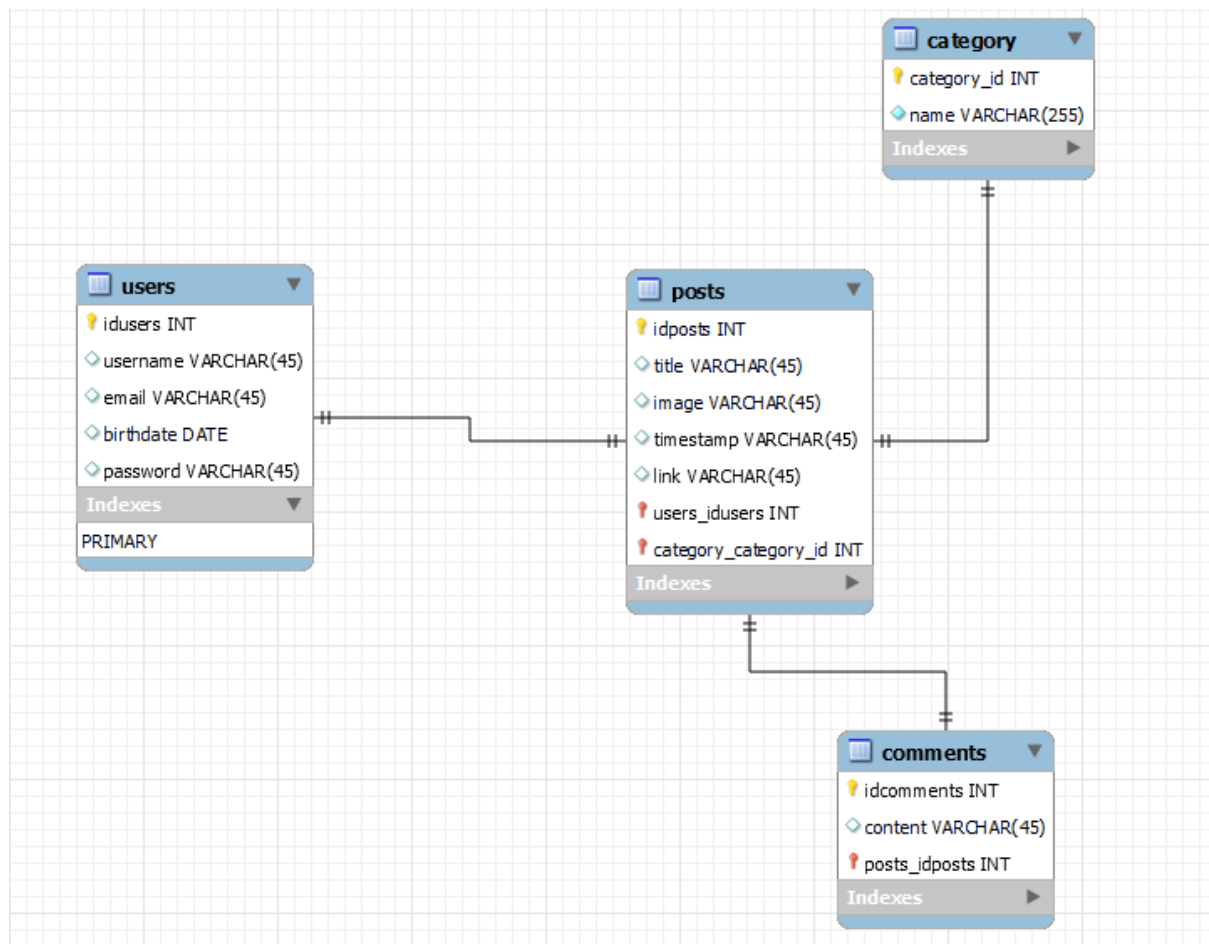 category
category_id INT
name VARCHAR(255)
Indexes
users
idusers INT
username VARCHAR(45)
email VARCHAR(45)
birthdate DATE
password VARCHAR(45)
Indexes
PRIMARY
posts
idposts INT
title VARCHAR(45)
image VARCHAR(45)
timestamp VARCHAR(45)
link VARCHAR(45)
users_idusers INT
category_category_id INT
Indexes
comments
idcomments INT
content VARCHAR(45)
posts_idposts INT
Indexes